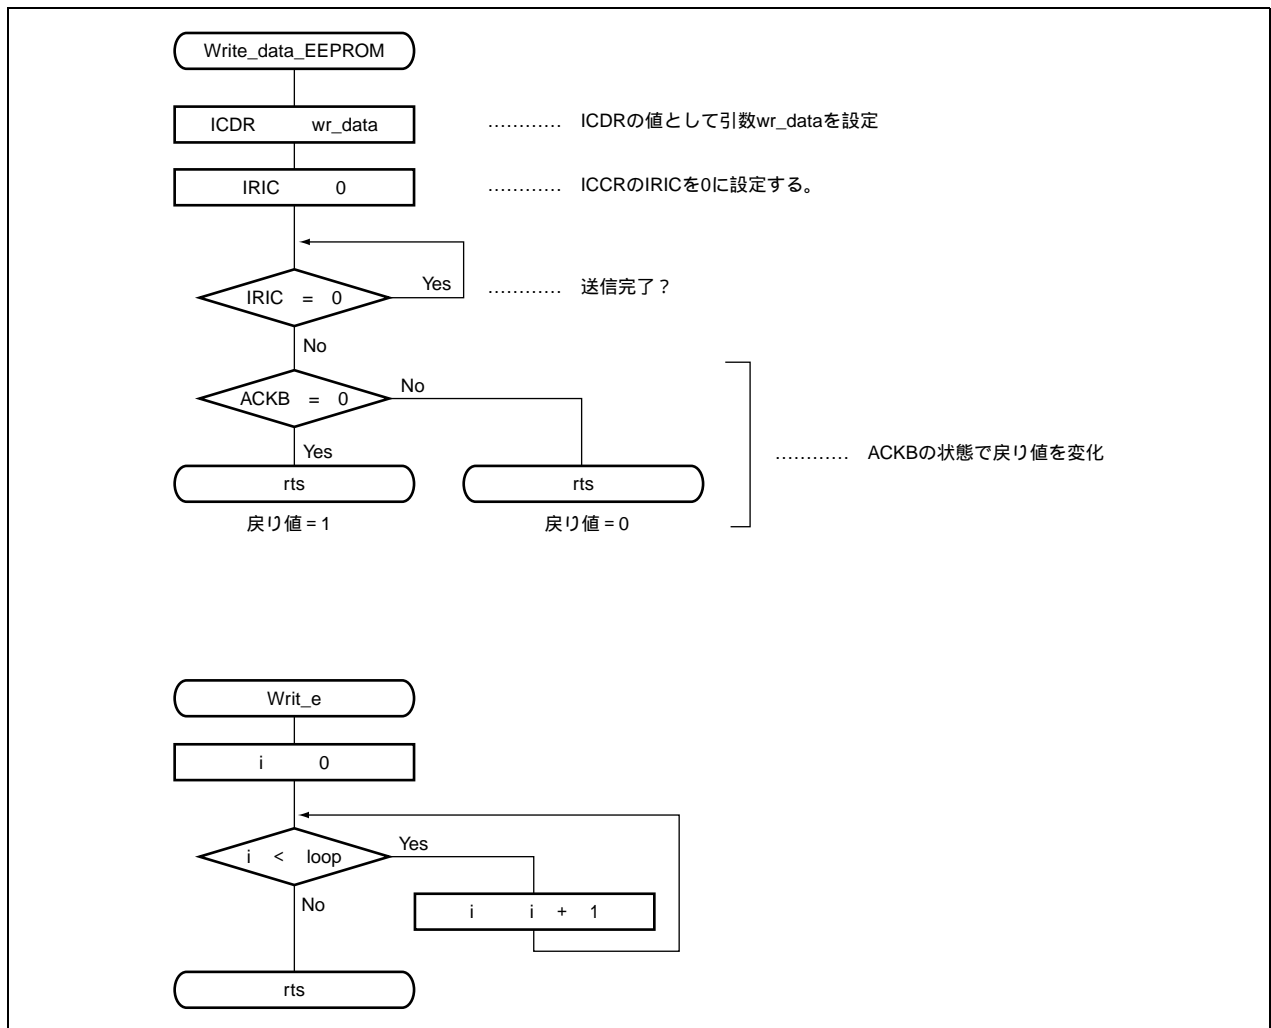 Write_data_EEPROM
ICDR wr_data ………… ICDRの値として引数wr_dataを設定
IRIC 0 ………… ICCRのIRICを0に設定する。
IRIC = 0 Yes ………… 送信完了？
No
ACKB = 0 No
Yes
………… ACKBの状態で戻り値を変化
rts rts
戻り値 = 1 戻り値 = 0
Writ_e
i 0
i < loop Yes
No
i i + 1
rts